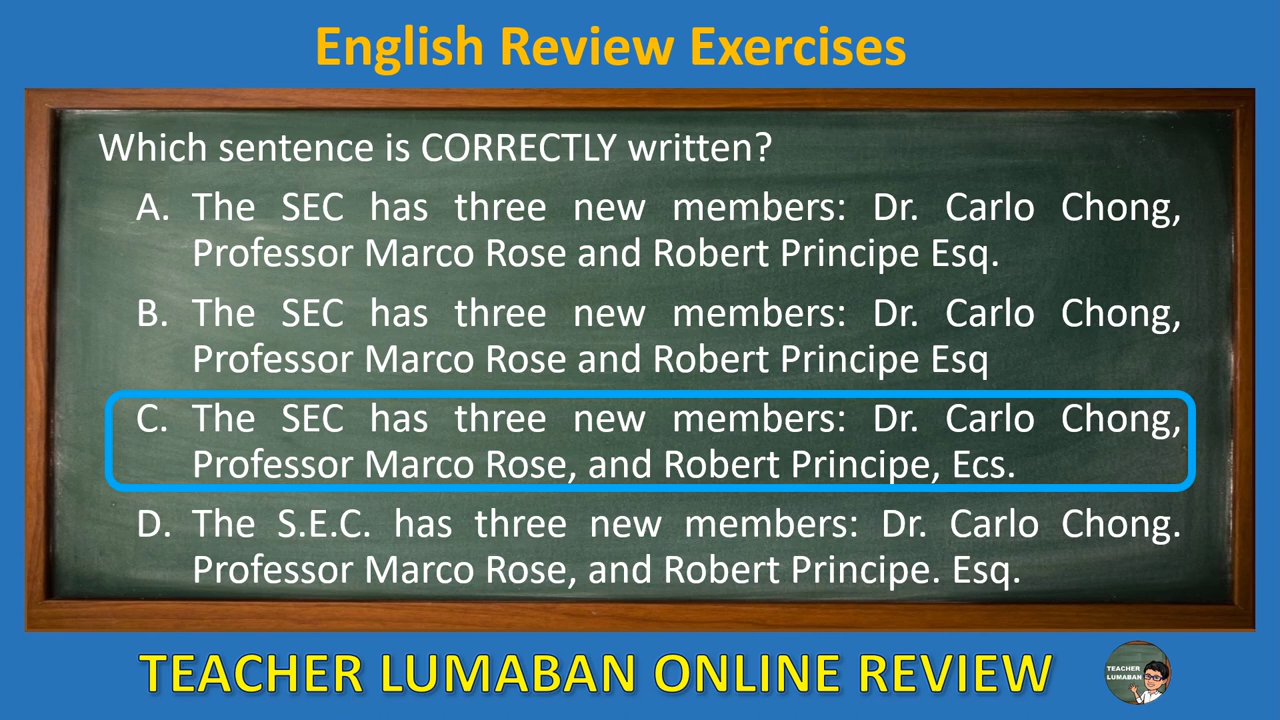 English Review Exercises
Which sentence is CORRECTLY written?
A. The SEC has three new members: Dr. Carlo Chong,
Professor Marco Rose and Robert Principe Esq.
B. The SEC has three new members: Dr. Carlo Chong,
Professor Marco Rose and Robert Principe Esq
C. The SEC has three new members: Dr. Carlo Chong,
Professor Marco Rose, and Robert Principe, Ecs.
D. The S.E.C. has three new members: Dr. Carlo Chong.
Professor Marco Rose, and Robert Principe. Esq.
TEACHER LUMABAN ONLINE REVIEW
TEACHER
LUMABAN